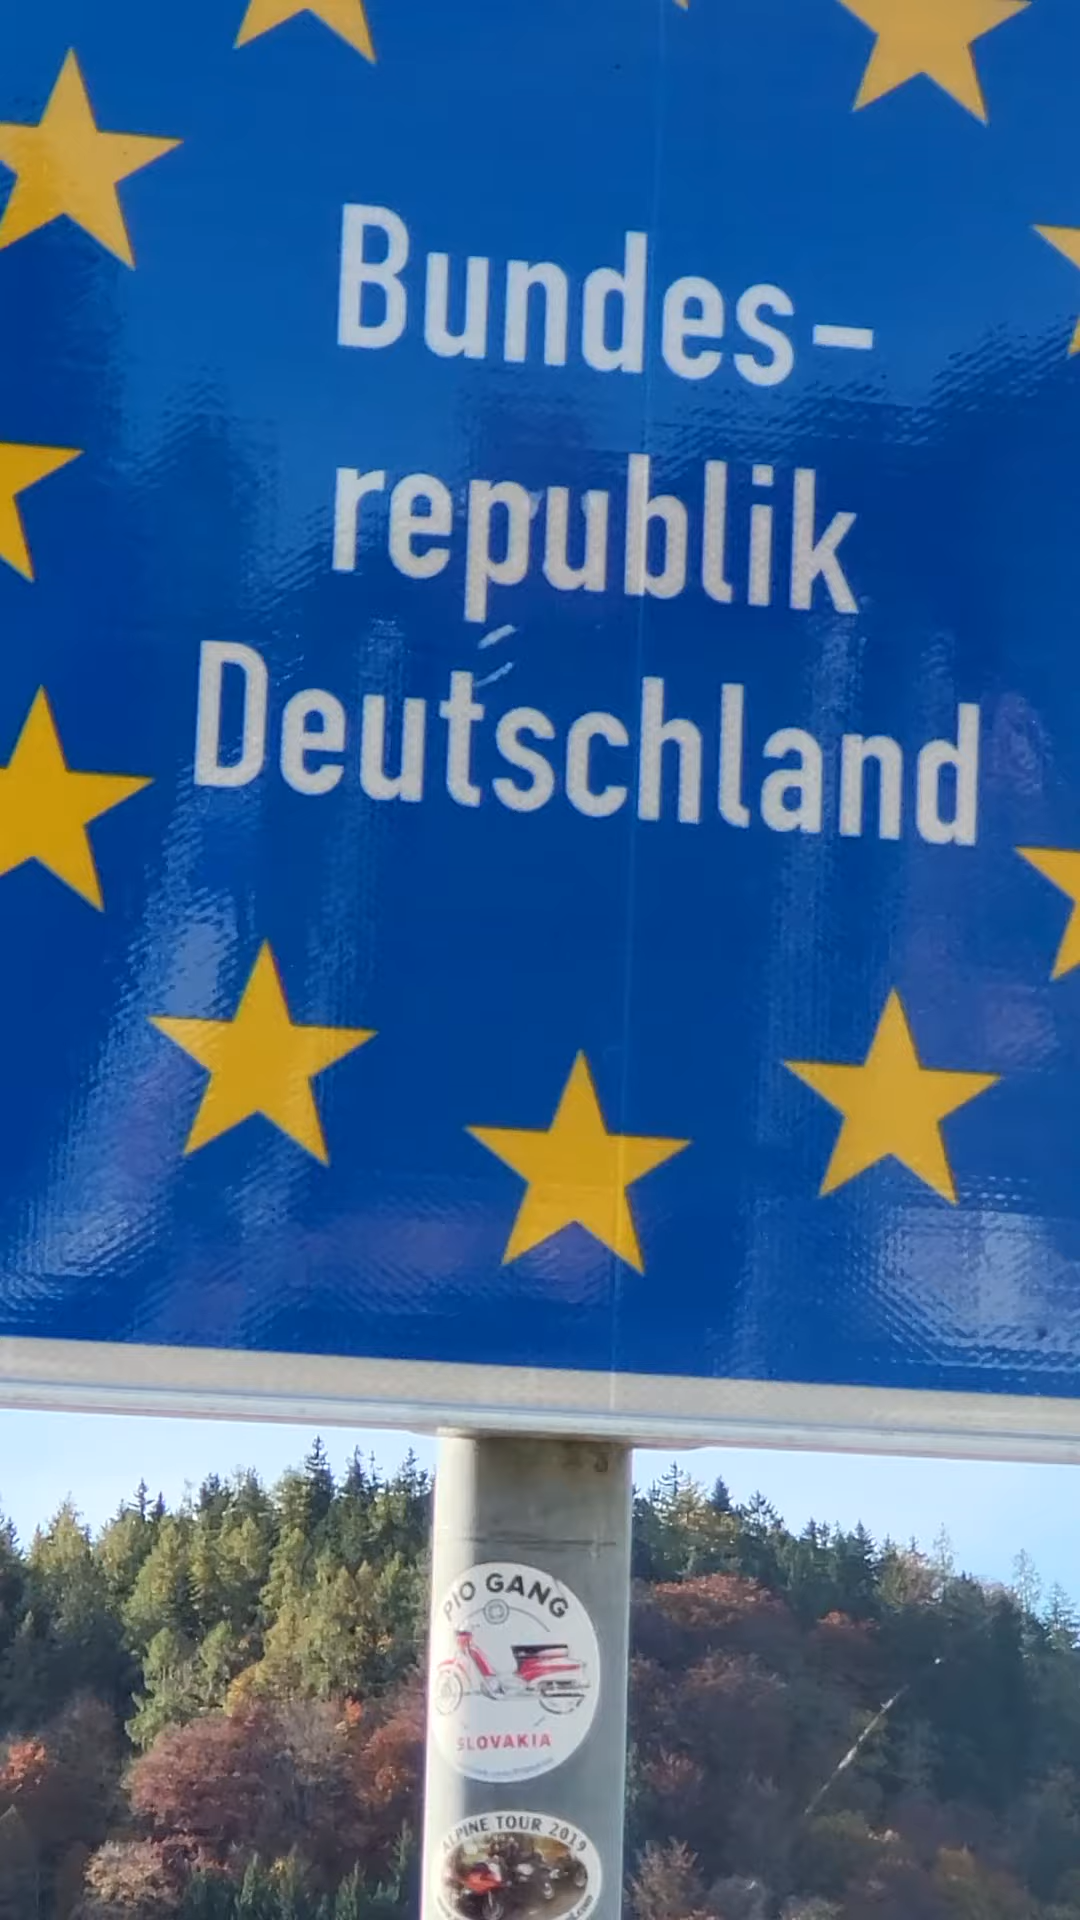 Bundes-
republik
Deutschland
PIO GANG
SLOVAKIA
ALPINE TOUR 2019